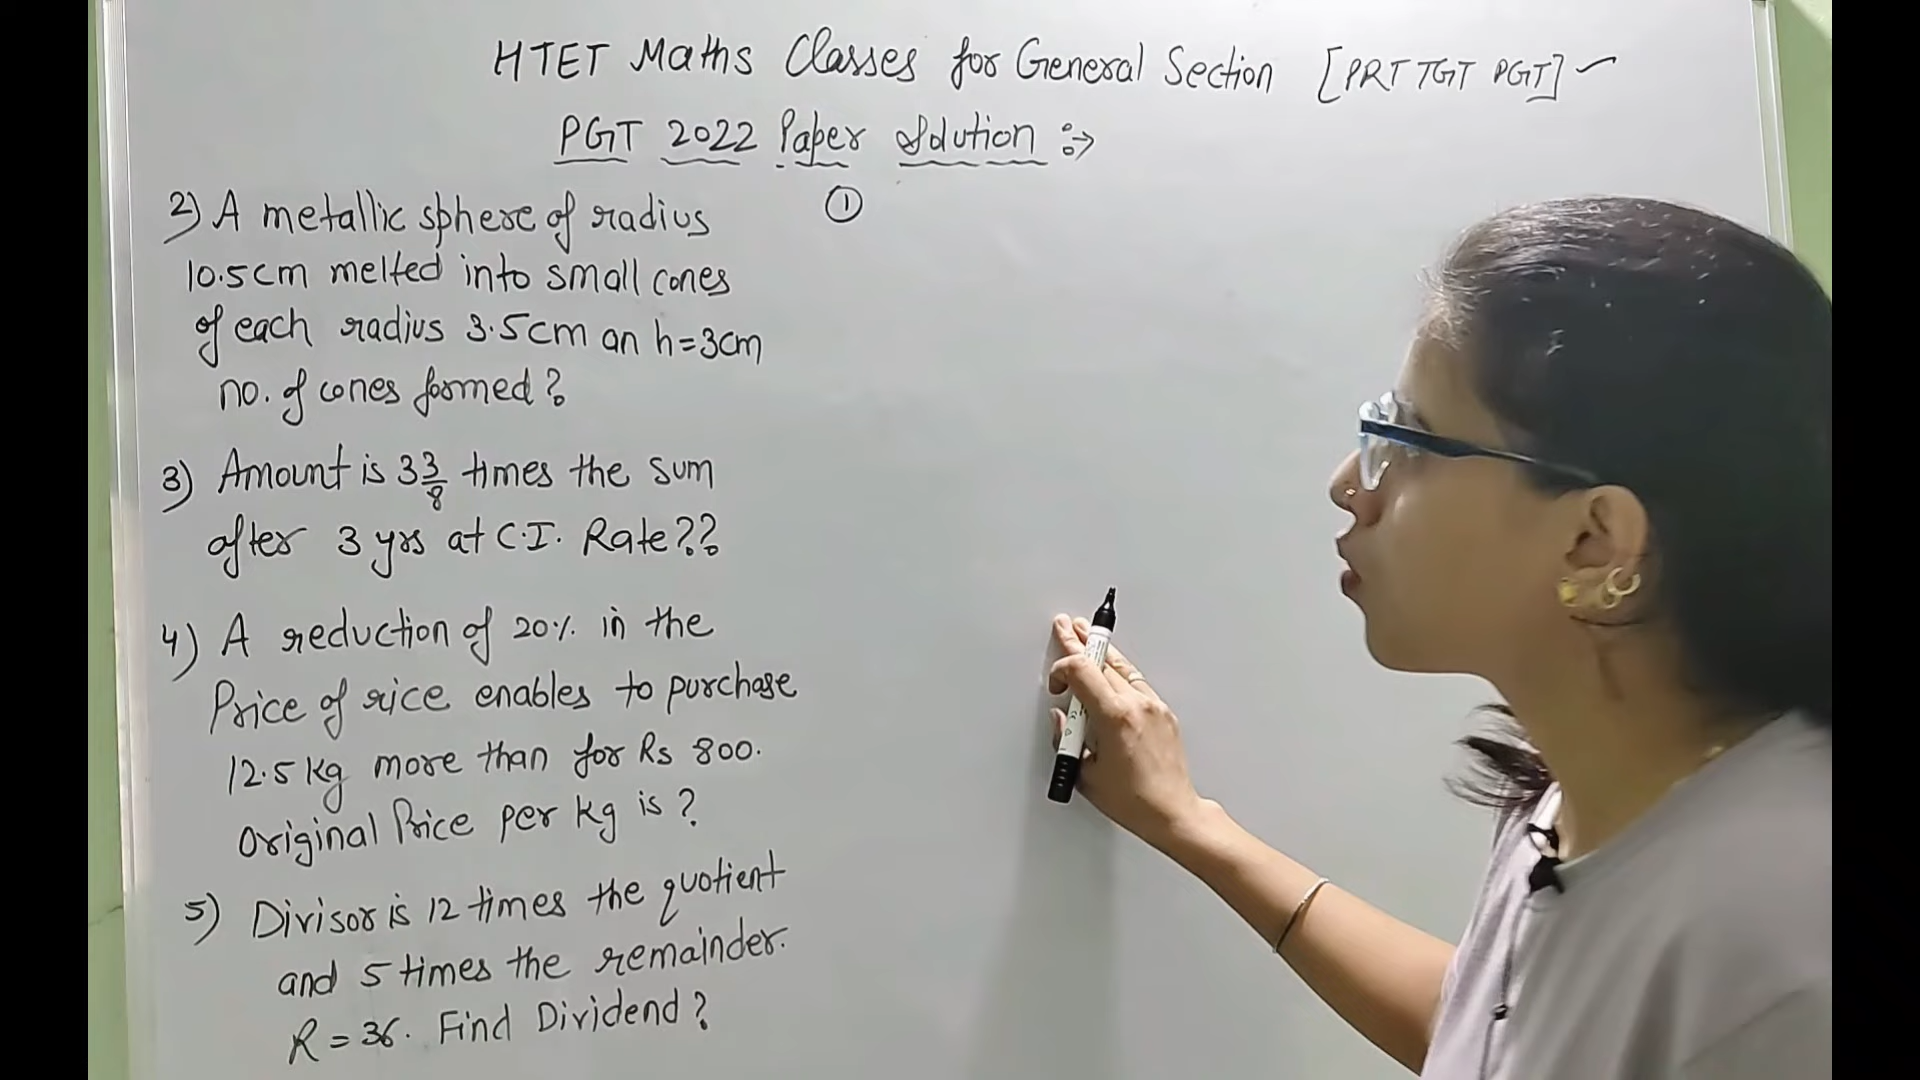 HTET Maths Classes for General Section [PRT TGT PGT]
PGT 2022 Paper Solution :→
2) A metallic sphere of radius
10.5cm melted into small cones
of each radius 3.5cm an h=3cm
no. of cones formed?
3) Amount is 3 3/8 times the sum
after 3 yrs at C.I. Rate??
4) A reduction of 20% in the
Price of rice enables to purchase
12.5 kg more than for Rs 800.
Original Price per kg is?
5) Divisor is 12 times the quotient
and 5 times the remainder.
R = 36. Find Dividend?
①